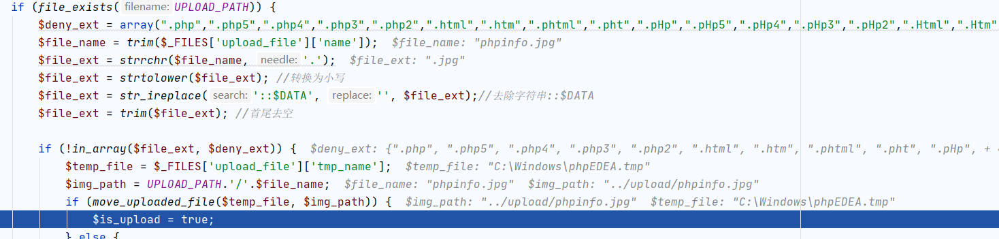 if (file_exists( filename: UPLOAD_PATH)) {
$deny_ext = array(".php",".php5",".php4",".php3",".php2",".html",".htm",".phtml",".pht",".pHp",".pHp5",".pHp4",".pHp3",".pHp2",".Html",".Htm"
$file_name = trim($_FILES['upload_file']['name']); $file_name: "phpinfo.jpg"
$file_ext = strrchr($file_name, needle: '.'); $file_ext: ".jpg"
$file_ext = strtolower($file_ext); //转换为小写
$file_ext = str_ireplace( search: '::$DATA', replace: '', $file_ext);//去除字符串::$DATA
$file_ext = trim($file_ext); //首尾去空
if (!in_array($file_ext, $deny_ext)) { $deny_ext: {".php", ".php5", ".php4", ".php3", ".php2", ".html", ".htm", ".phtml", ".pht", ".pHp", +
$temp_file = $_FILES['upload_file']['tmp_name']; $temp_file: "C:\Windows\phpEDEA.tmp"
$img_path = UPLOAD_PATH.'/'.$file_name; $file_name: "phpinfo.jpg" $img_path: "../upload/phpinfo.jpg"
if (move_uploaded_file($temp_file, $img_path)) { $img_path: "../upload/phpinfo.jpg" $temp_file: "C:\Windows\phpEDEA.tmp"
$is_upload = true;
} else {